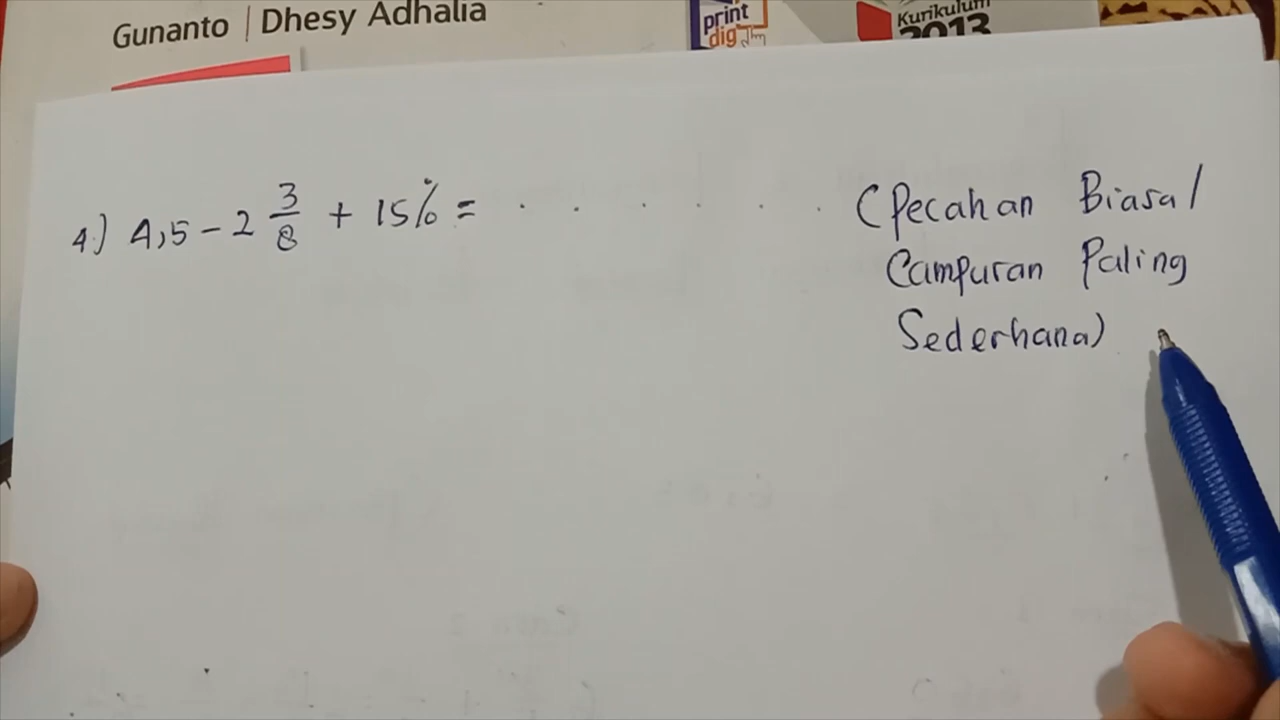 Gunanto | Dhesy Adhalia
print
dig
Kurikulum
2013
4.) 4,5 - 2 3/8 + 15% = . . . . . . (Pecahan Biasa/
Campuran Paling
Sederhana)